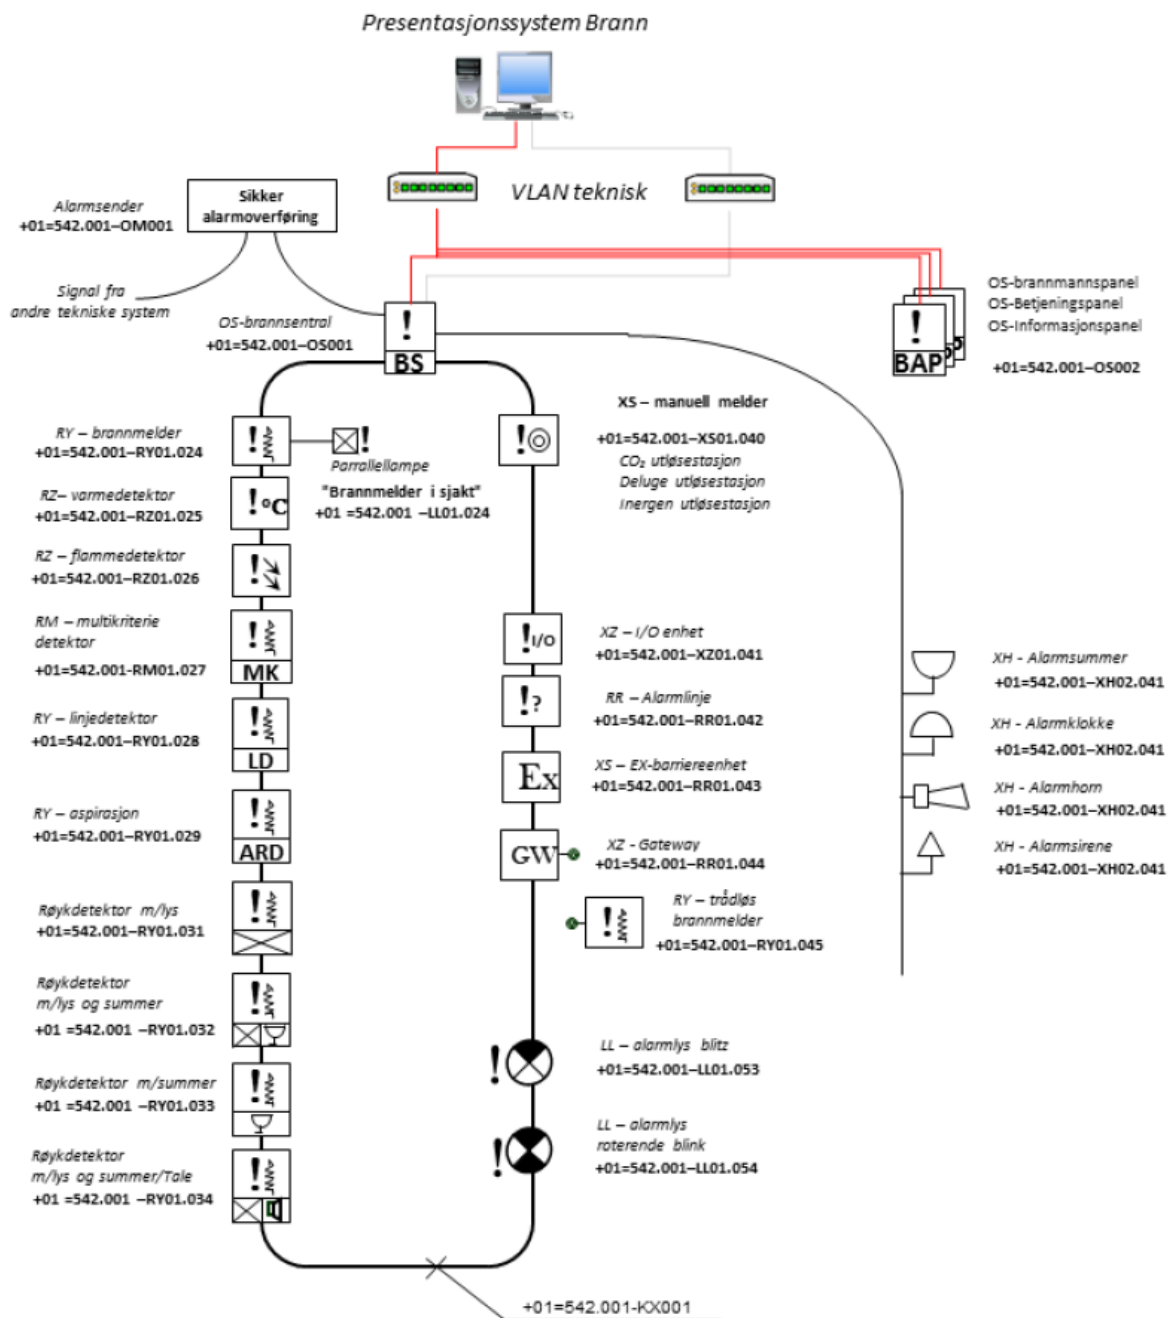 Presentasjonssystem Brann
VLAN teknisk
Sikker
alarmoverføring
Alarmsender
+01=542.001–OM001
Signal fra
andre tekniske system
OS-brannsentral
+01=542.001–OS001
!
BS
OS-brannmannspanel
OS-Betjeningspanel
OS-Informasjonspanel
+01=542.001–OS002
!
BAP
RY – brannmelder
+01=542.001–RY01.024
!
!
Parrallellampe
"Brannmelder i sjakt"
+01 =542.001 –LL01.024
RZ– varmedetektor
+01=542.001–RZ01.025
! °C
RZ – flammedetektor
+01=542.001–RZ01.026
!
RM – multikriterie
detektor
+01=542.001-RM01.027
!
MK
RY – linjedetektor
+01=542.001–RY01.028
!
LD
RY – aspirasjon
+01=542.001–RY01.029
!
ARD
Røykdetektor m/lys
+01=542.001–RY01.031
!
Røykdetektor
m/lys og summer
+01 =542.001 –RY01.032
!
Røykdetektor m/summer
+01 =542.001 –RY01.033
!
Røykdetektor
m/lys og summer/Tale
+01 =542.001 –RY01.034
!
XS – manuell melder
+01=542.001–XS01.040
CO₂ utløsestasjon
Deluge utløsestasjon
Inergen utløsestasjon
!
XZ – I/O enhet
+01=542.001–XZ01.041
! I/O
RR – Alarmlinje
+01=542.001–RR01.042
! ?
XS – EX-barriereenhet
+01=542.001–RR01.043
Ex
XZ - Gateway
+01=542.001–RR01.044
GW
RY – trådløs
brannmelder
+01=542.001–RY01.045
!
LL – alarmlys blitz
+01=542.001–LL01.053
!
LL – alarmlys
roterende blink
+01=542.001–LL01.054
!
XH - Alarmsummer
+01=542.001–XH02.041
XH - Alarmklokke
+01=542.001–XH02.041
XH - Alarmhorn
+01=542.001–XH02.041
XH - Alarmsirene
+01=542.001–XH02.041
+01=542.001-KX001